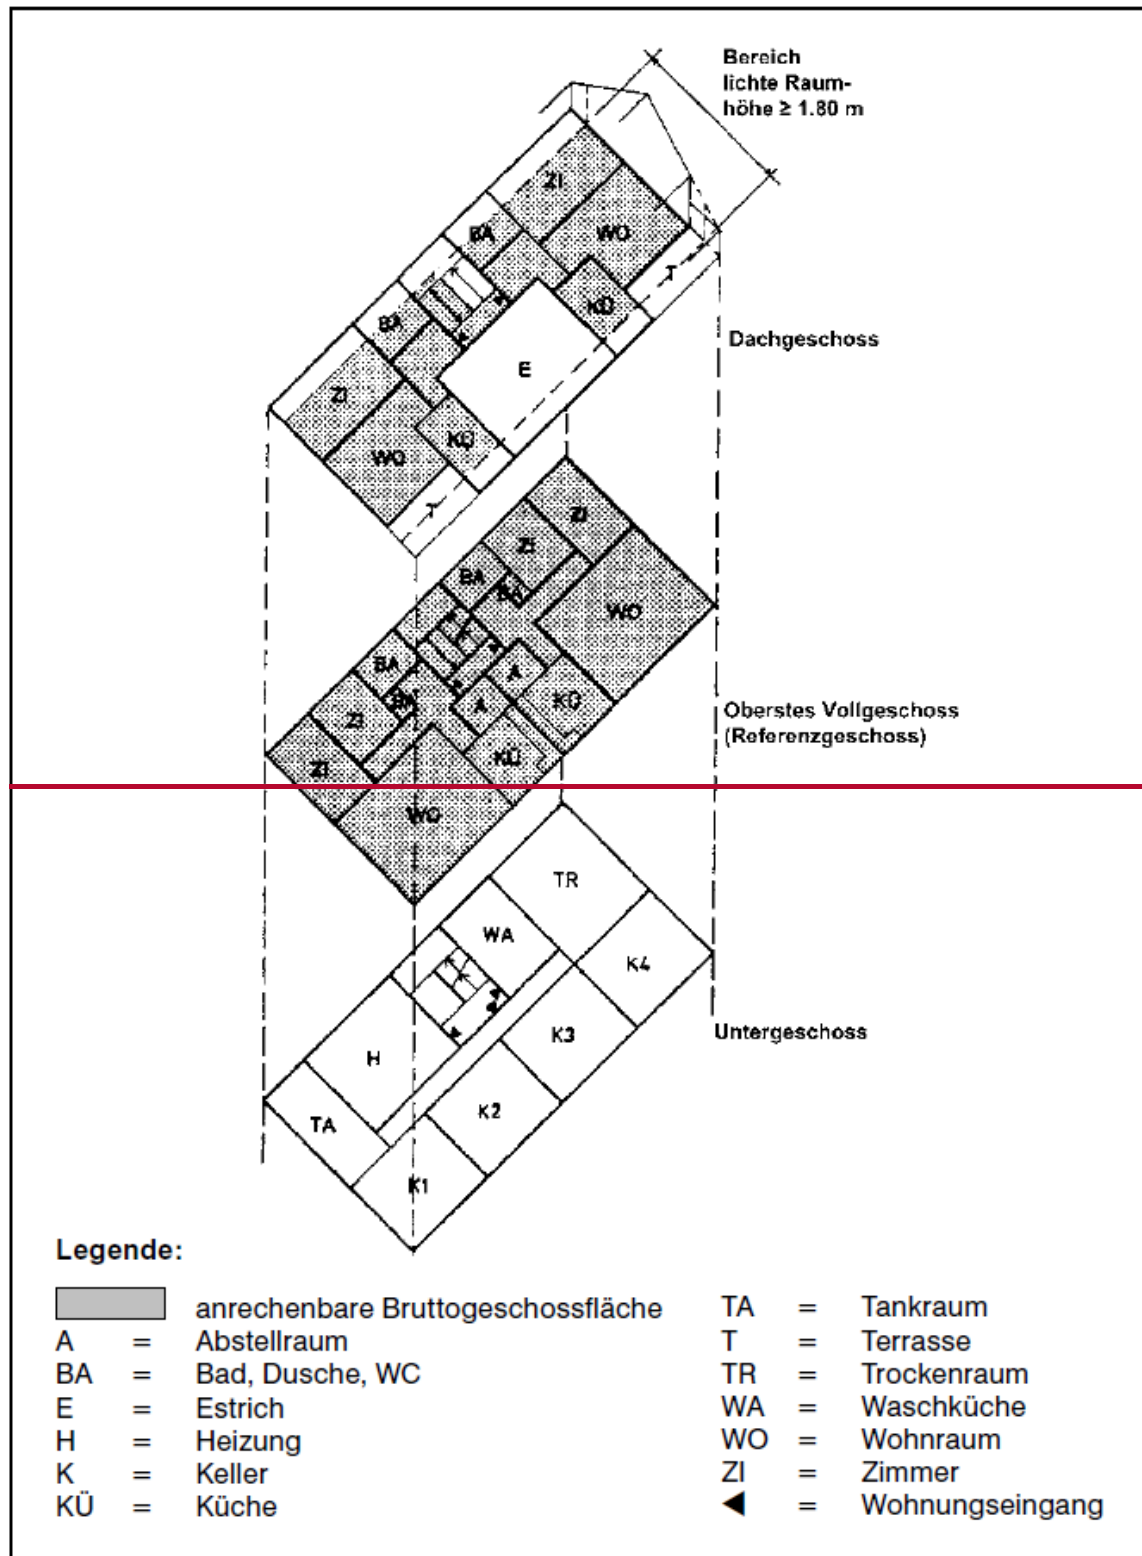 Bereich
lichte Raum-
höhe ≥ 1.80 m
ZI
BA
WO
T
KÜ
BA
E
ZI
KÜ
WO
T
Dachgeschoss
ZI
ZI
BA
BA
WO
BA
A
BA
KÜ
A
ZI
KÜ
ZI
WO
Oberstes Vollgeschoss
(Referenzgeschoss)
TR
WA
K4
K3
H
K2
TA
K1
Untergeschoss
Legende:
anrechenbare Bruttogeschossfläche
A = Abstellraum
BA = Bad, Dusche, WC
E = Estrich
H = Heizung
K = Keller
KÜ = Küche
TA = Tankraum
T = Terrasse
TR = Trockenraum
WA = Waschküche
WO = Wohnraum
ZI = Zimmer
◀ = Wohnungseingang